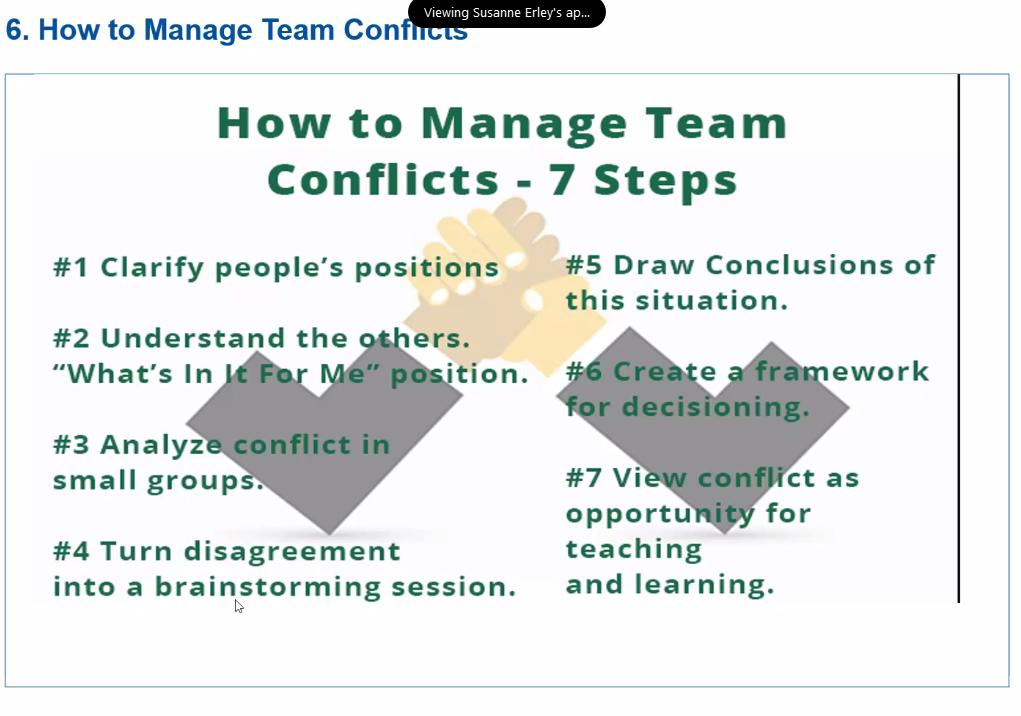 Viewing Susanne Erley's ap...
6. How to Manage Team Conflicts
How to Manage Team
Conflicts - 7 Steps
#1 Clarify people’s positions
#2 Understand the others.
“What’s In It For Me” position.
#3 Analyze conflict in
small groups.
#4 Turn disagreement
into a brainstorming session.
#5 Draw Conclusions of
this situation.
#6 Create a framework
for decisioning.
#7 View conflict as
opportunity for
teaching
and learning.